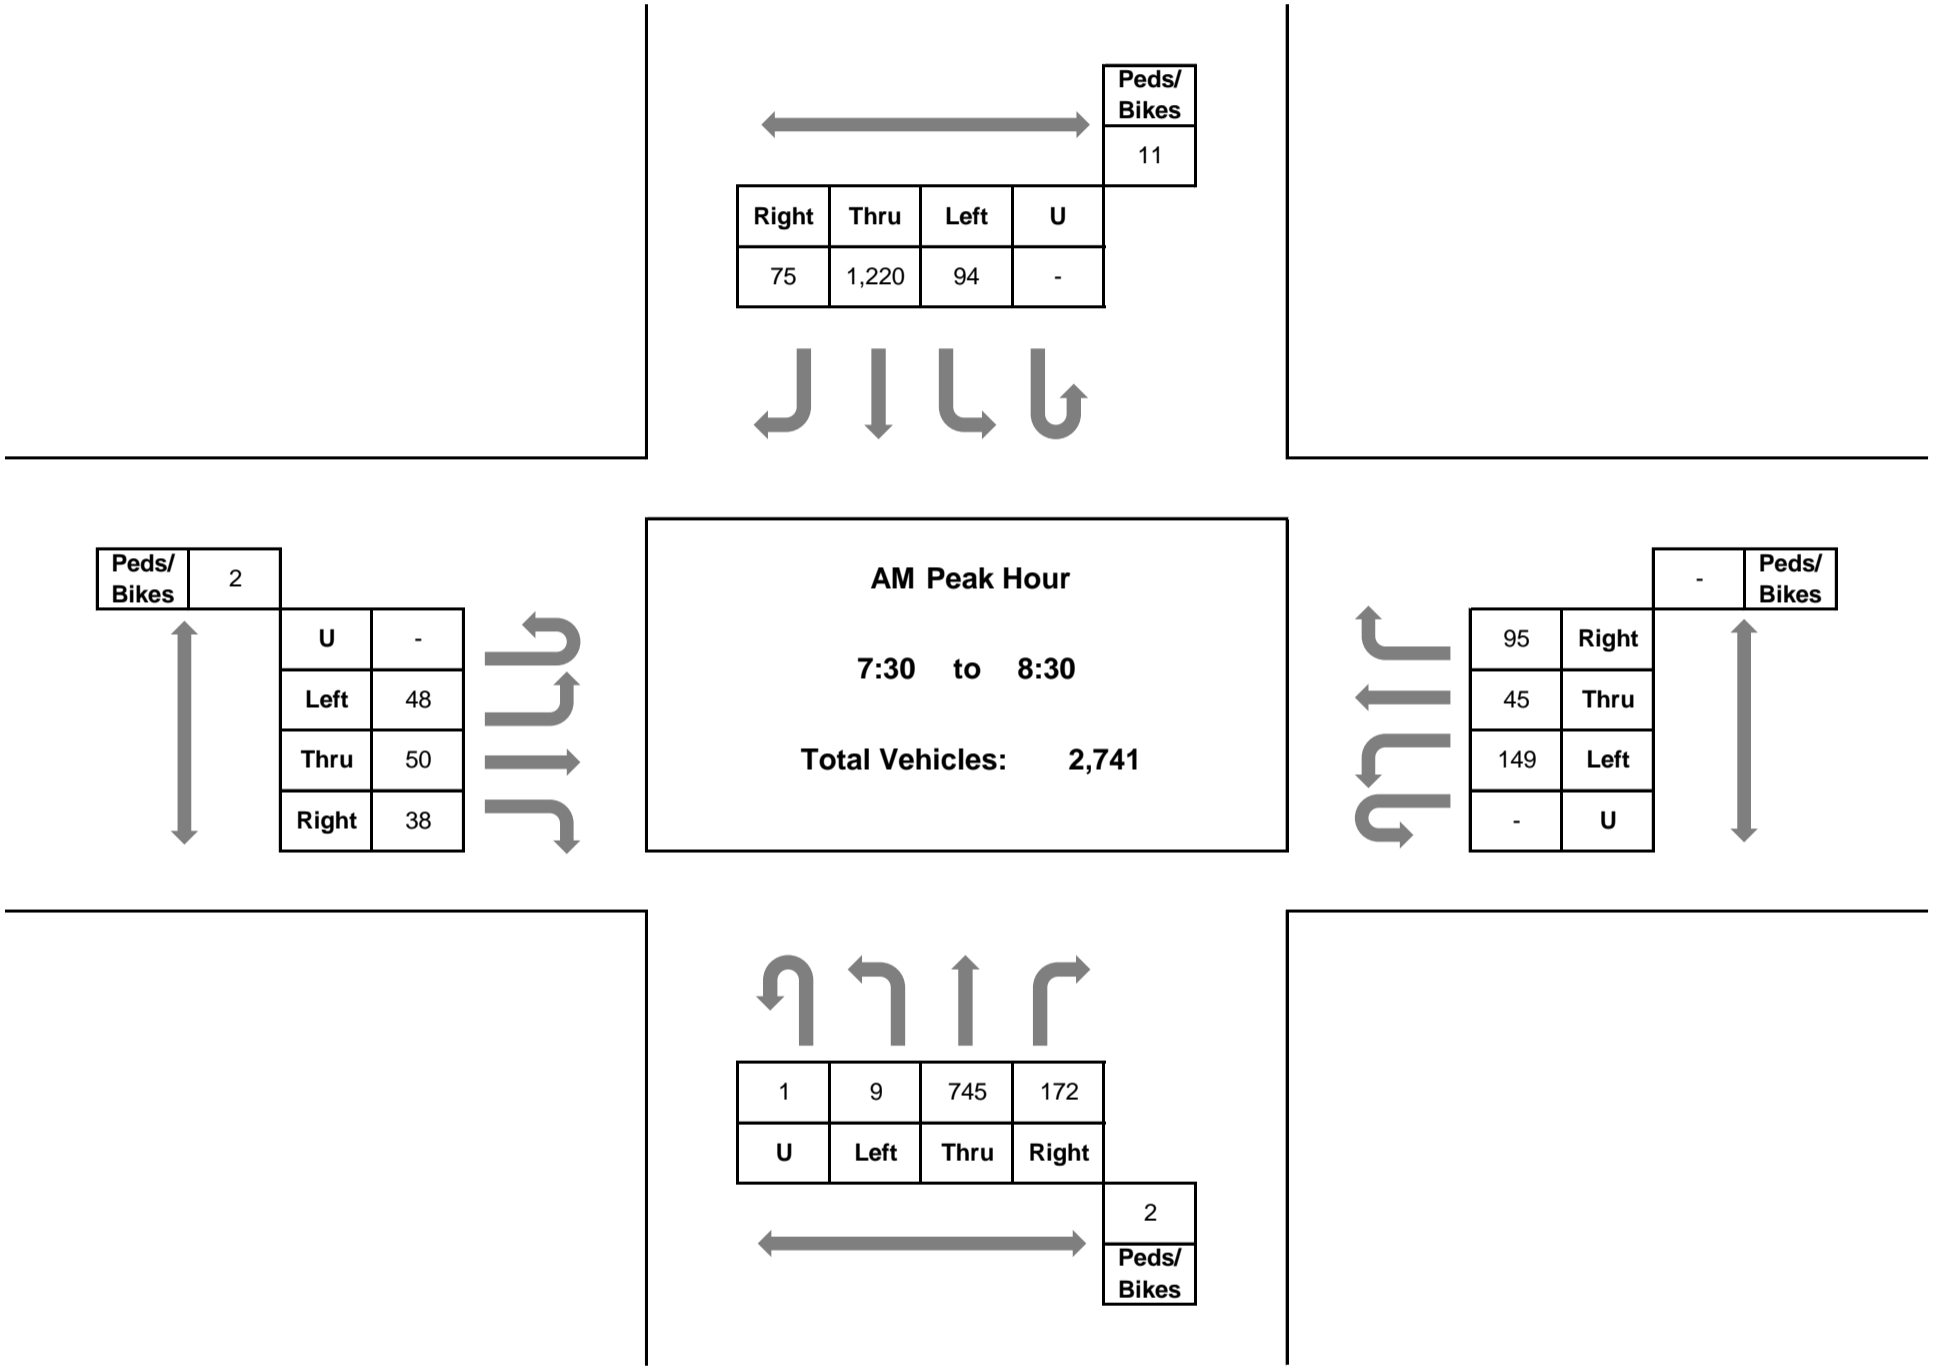 Peds/
Bikes
11
Right Thru Left U
75 1,220 94 -
Peds/
Bikes
2
U -
Left 48
Thru 50
Right 38
AM Peak Hour
7:30 to 8:30
Total Vehicles: 2,741
-
Peds/
Bikes
95 Right
45 Thru
149 Left
- U
1 9 745 172
U Left Thru Right
2
Peds/
Bikes